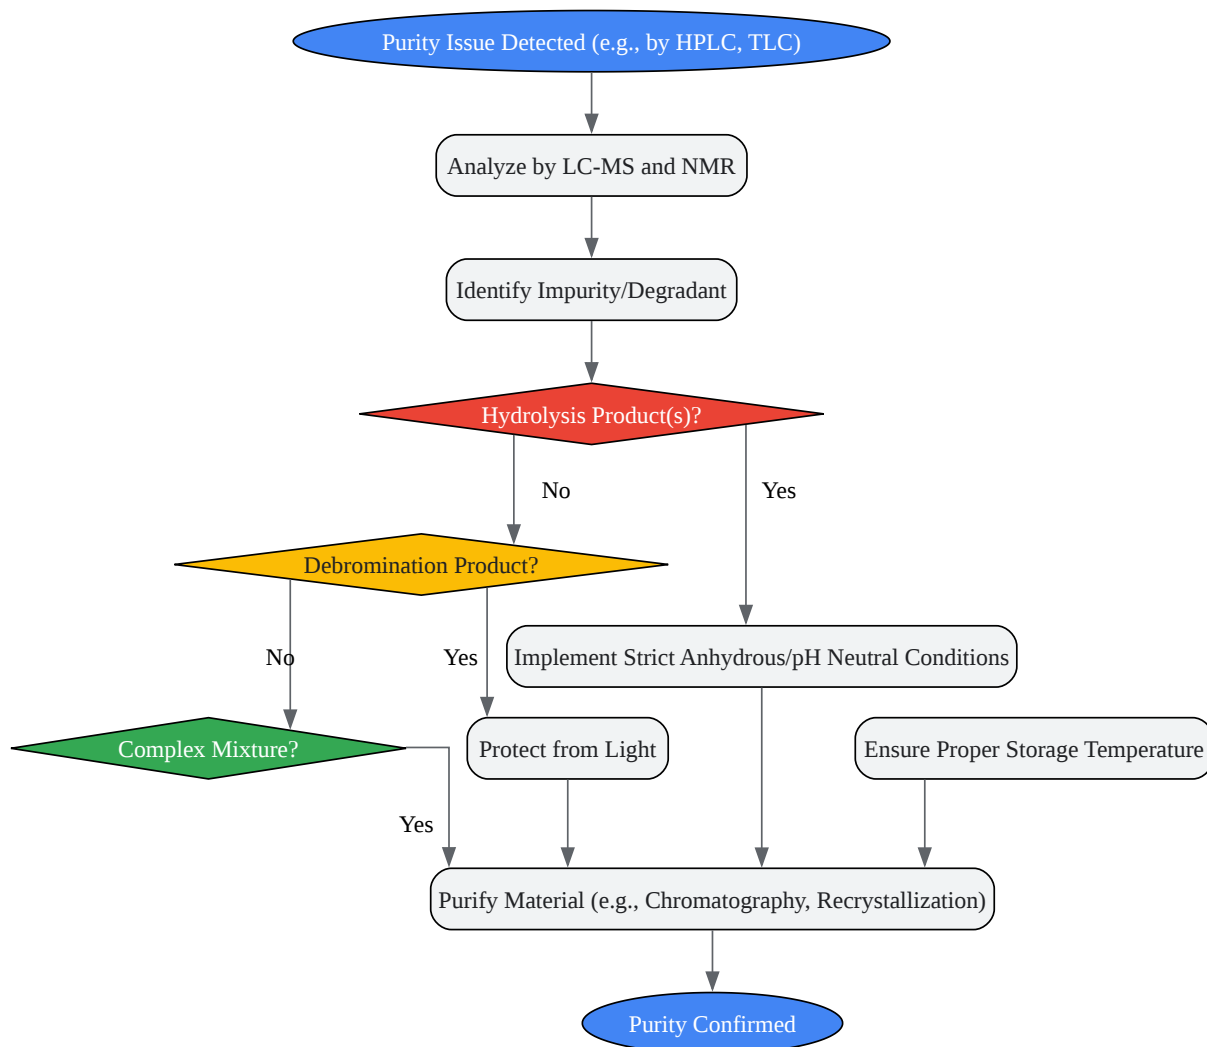 Purity Issue Detected (e.g., by HPLC, TLC)
Analyze by LC-MS and NMR
Identify Impurity/Degradant
Hydrolysis Product(s)?
No
Yes
Debromination Product?
No
Yes
Implement Strict Anhydrous/pH Neutral Conditions
Complex Mixture?
Protect from Light
Ensure Proper Storage Temperature
Yes
Purify Material (e.g., Chromatography, Recrystallization)
Purity Confirmed